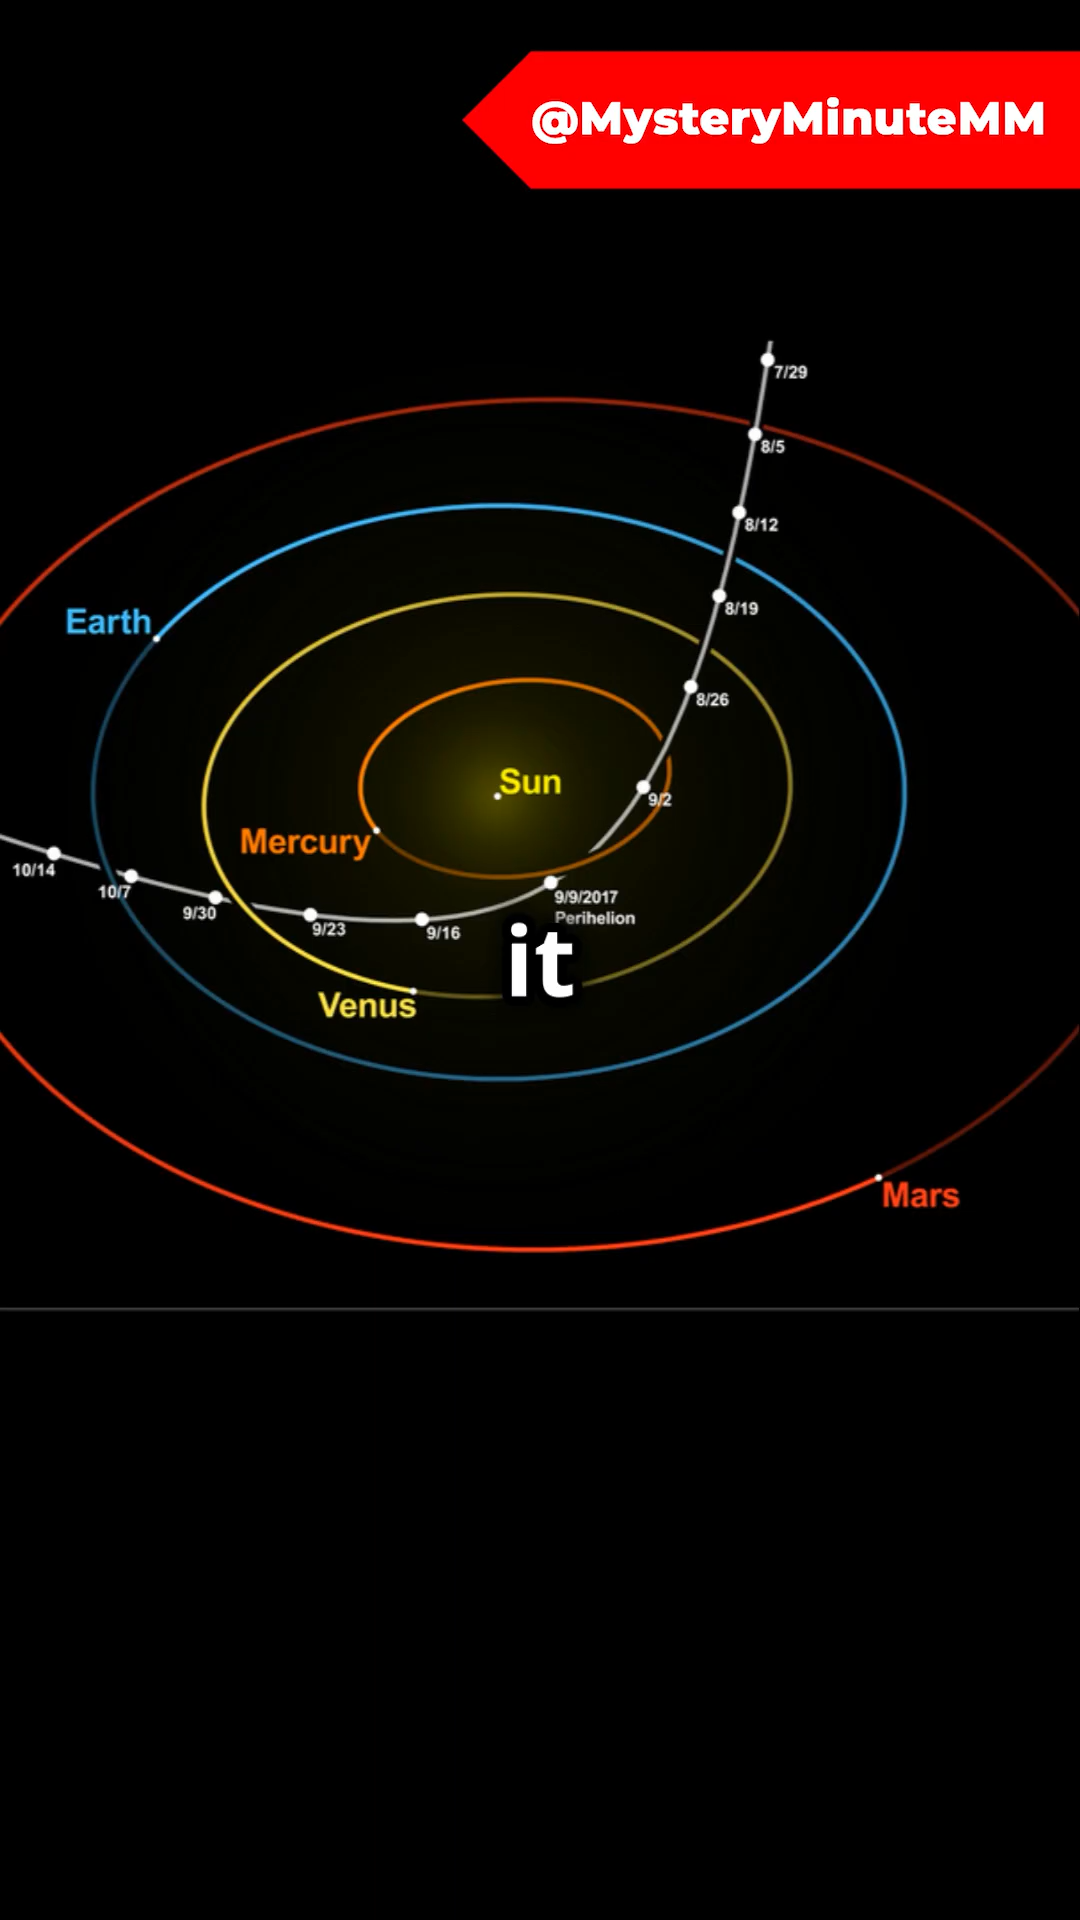 @MysteryMinuteMM
7/29
8/5
8/12
8/19
Earth
8/26
Sun
9/2
Mercury
10/14
10/7
9/30
9/23
9/16
9/9/2017
Perihelion
it
Venus
Mars